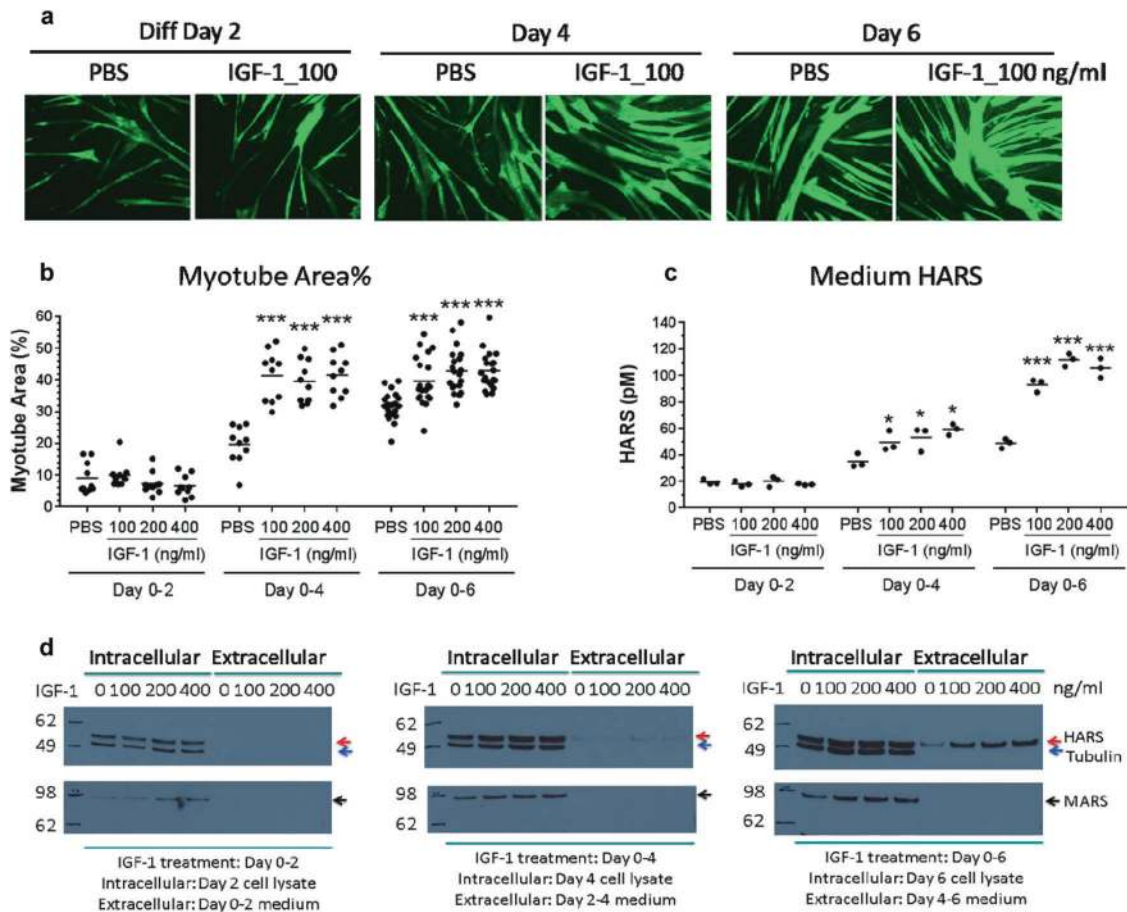 a
Diff Day 2 Day 4 Day 6
PBS IGF-1_100 PBS IGF-1_100 PBS IGF-1_100 ng/ml
b Myotube Area%
Myotube Area (%)
60
50
40
30
20
10
0
*** *** *** *** *** ***
PBS 100 200 400 PBS 100 200 400 PBS 100 200 400
IGF-1 (ng/ml) IGF-1 (ng/ml) IGF-1 (ng/ml)
Day 0-2 Day 0-4 Day 0-6
c Medium HARS
HARS (pM)
140
120
100
80
60
40
20
0
* * * *** *** ***
PBS 100 200 400 PBS 100 200 400 PBS 100 200 400
IGF-1 (ng/ml) IGF-1 (ng/ml) IGF-1 (ng/ml)
Day 0-2 Day 0-4 Day 0-6
d
Intracellular Extracellular
IGF-1 0 100 200 400 0 100 200 400
62
49
98
62
IGF-1 treatment: Day 0-2
Intracellular: Day 2 cell lysate
Extracellular: Day 0-2 medium
Intracellular Extracellular
IGF-1 0 100 200 400 0 100 200 400
62
49
98
62
IGF-1 treatment: Day 0-4
Intracellular: Day 4 cell lysate
Extracellular: Day 2-4 medium
Intracellular Extracellular
IGF-1 0 100 200 400 0 100 200 400 ng/ml
62
49
HARS
Tubulin
98
62
MARS
IGF-1 treatment: Day 0-6
Intracellular: Day 6 cell lysate
Extracellular: Day 4-6 medium